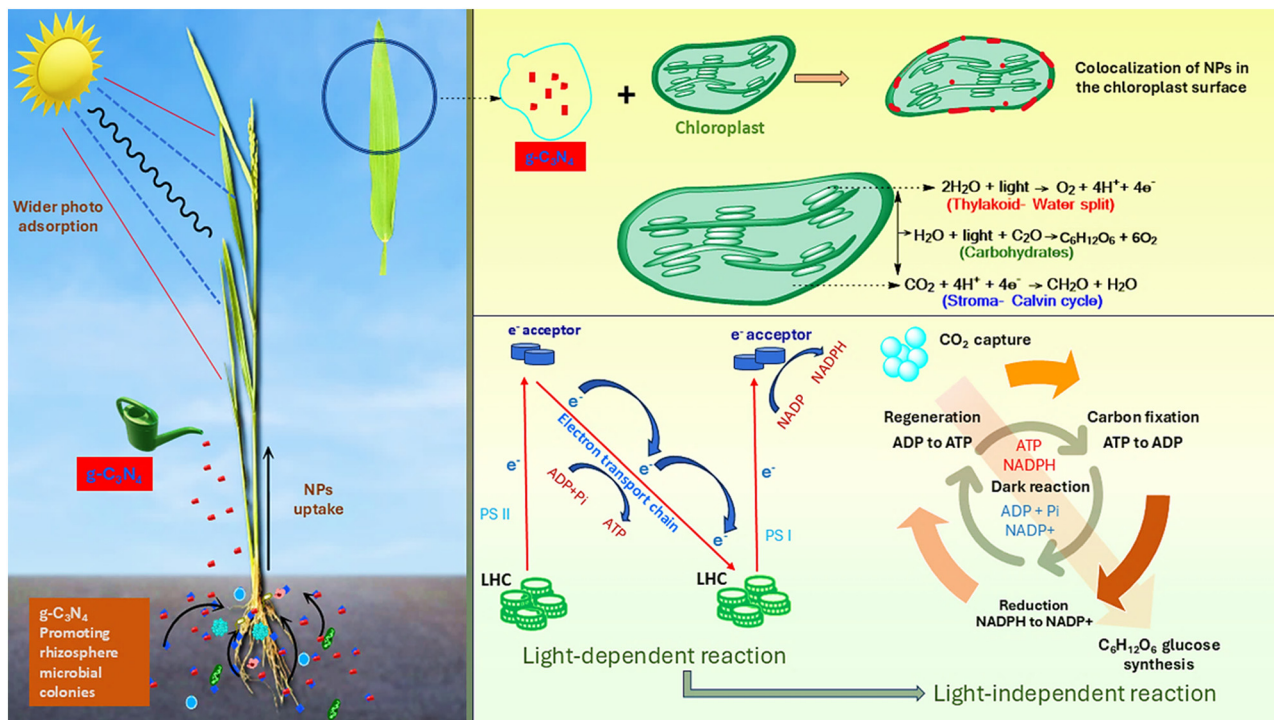 Wider photo
adsorption
g-C₃N₄
NPs
uptake
g-C₃N₄
Promoting
rhizosphere
microbial
colonies
g-C₃N₄
+
Chloroplast
Colocalization of NPs in
the chloroplast surface
2H₂O + light → O₂ + 4H⁺+ 4e⁻
(Thylakoid- Water split)
H₂O + light + C₂O→C₆H₁₂O₆ + 6O₂
(Carbohydrates)
CO₂ + 4H⁺ + 4e⁻ → CH₂O + H₂O
(Stroma- Calvin cycle)
e⁻ acceptor
e⁻
PS II
LHC
e⁻
Electron transport chain
e⁻
e⁻
ADP+Pi
ATP
e⁻ acceptor
NADP
NADPH
e⁻
PS I
LHC
Light-dependent reaction
CO₂ capture
Regeneration
ADP to ATP
Carbon fixation
ATP to ADP
ATP
NADPH
Dark reaction
ADP + Pi
NADP+
Reduction
NADPH to NADP+
C₆H₁₂O₆ glucose
synthesis
Light-independent reaction